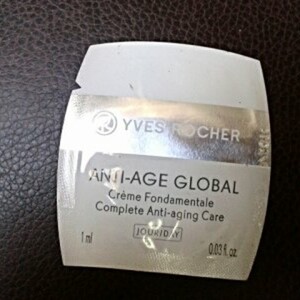 YVES ROCHER
ANTI-AGE GLOBAL
Crème Fondamentale
Complete Anti-aging Care
JOUR/DAY
1 ml 0.03 fl. oz.